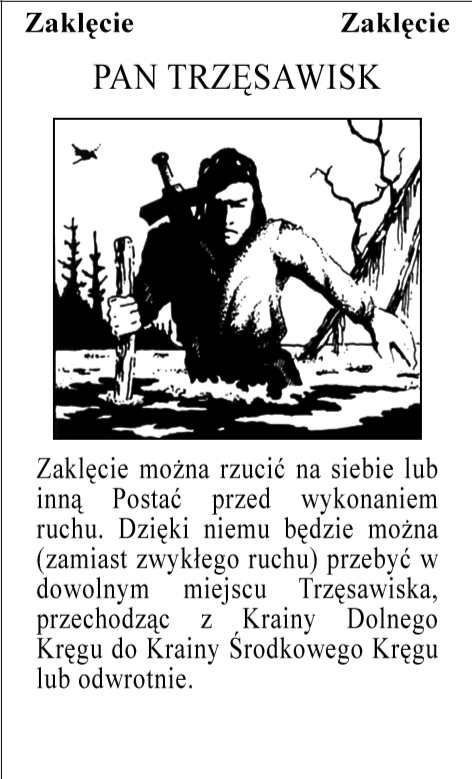 Zaklęcie Zaklęcie
PAN TRZĘSAWISK
Zaklęcie można rzucić na siebie lub
inną Postać przed wykonaniem
ruchu. Dzięki niemu będzie można
(zamiast zwykłego ruchu) przebyć w
dowolnym miejscu Trzęsawiska,
przechodząc z Krainy Dolnego
Kręgu do Krainy Środkowego Kręgu
lub odwrotnie.